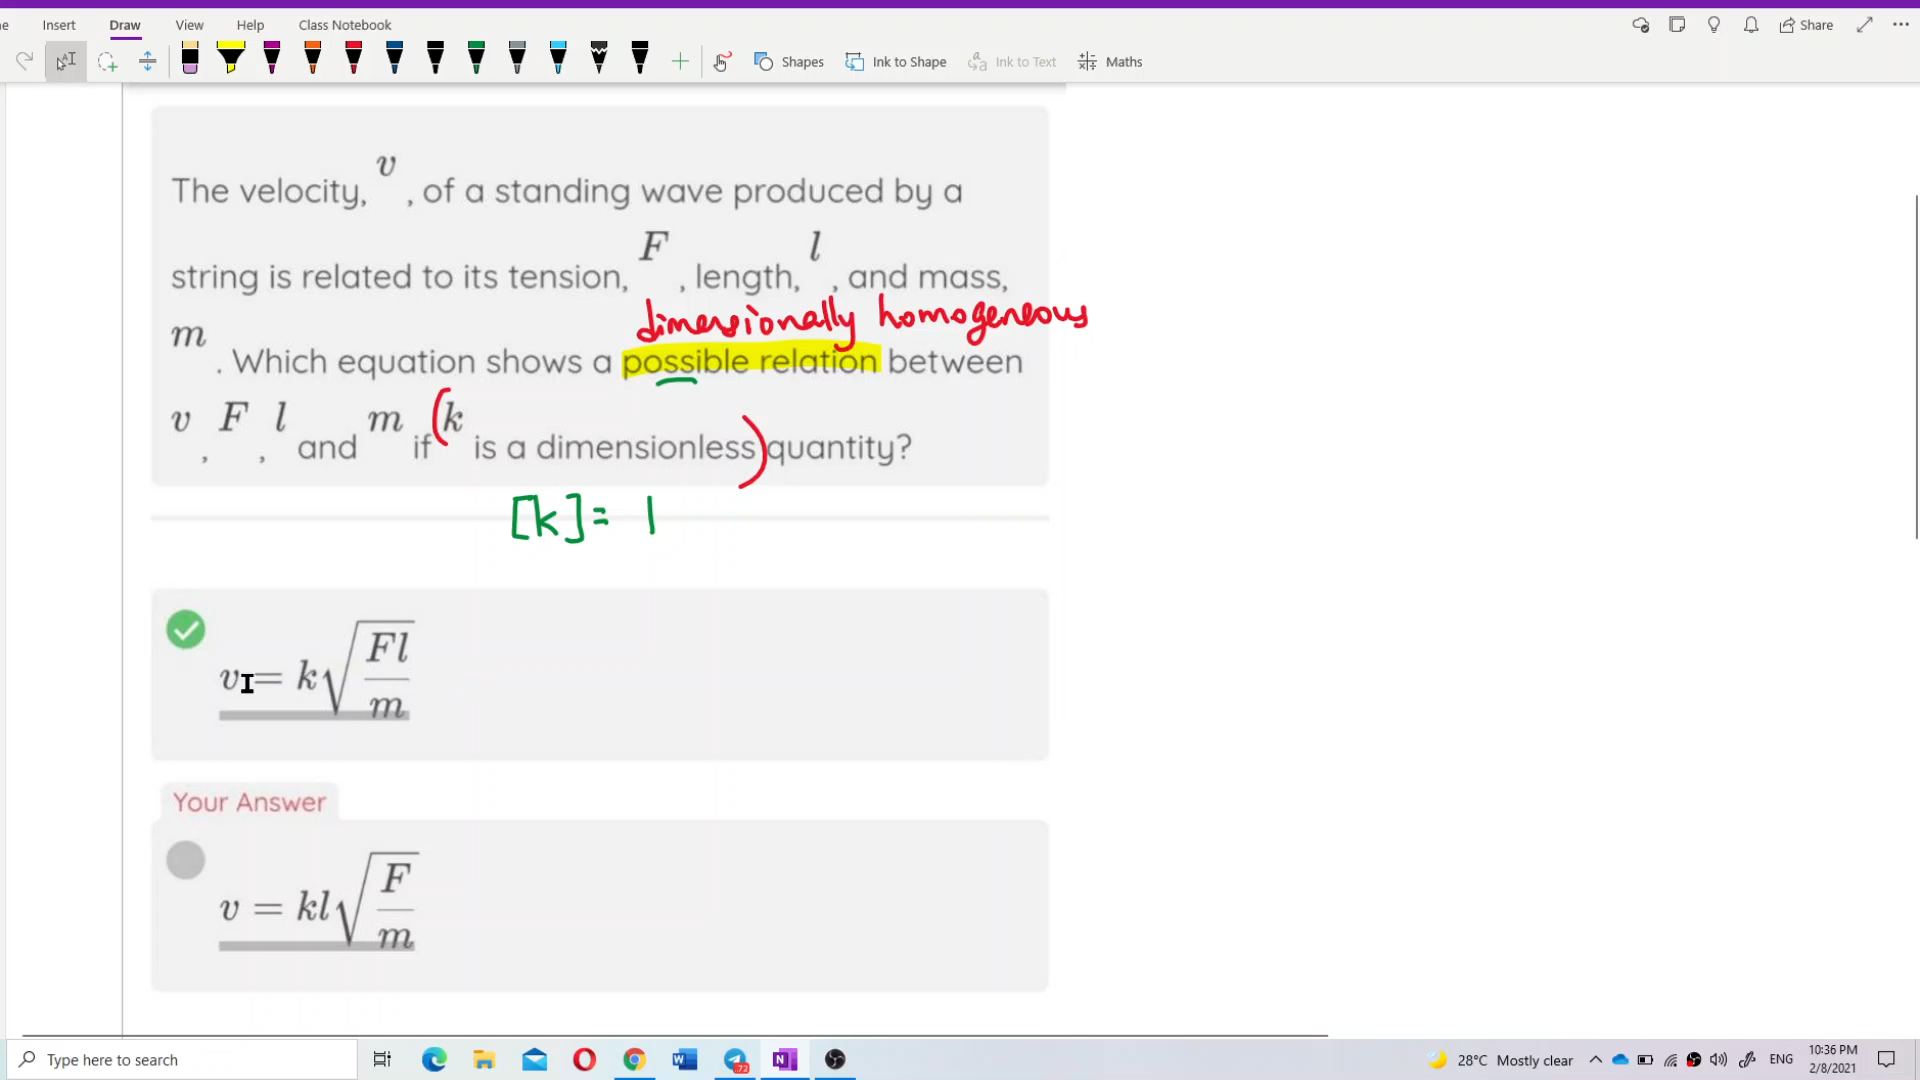 e Insert Draw View Help Class Notebook Share
Shapes Ink to Shape Ink to Text Maths
The velocity, v, of a standing wave produced by a
string is related to its tension, F, length, l, and mass,
dimensionally homogeneous
m. Which equation shows a possible relation between
v, F, l and m if (k is a dimensionless) quantity?
[k] = 1
v = k√(Fl/m)
Your Answer
v = kl√(F/m)
Type here to search 72 28°C Mostly clear ENG 10:36 PM
2/8/2021